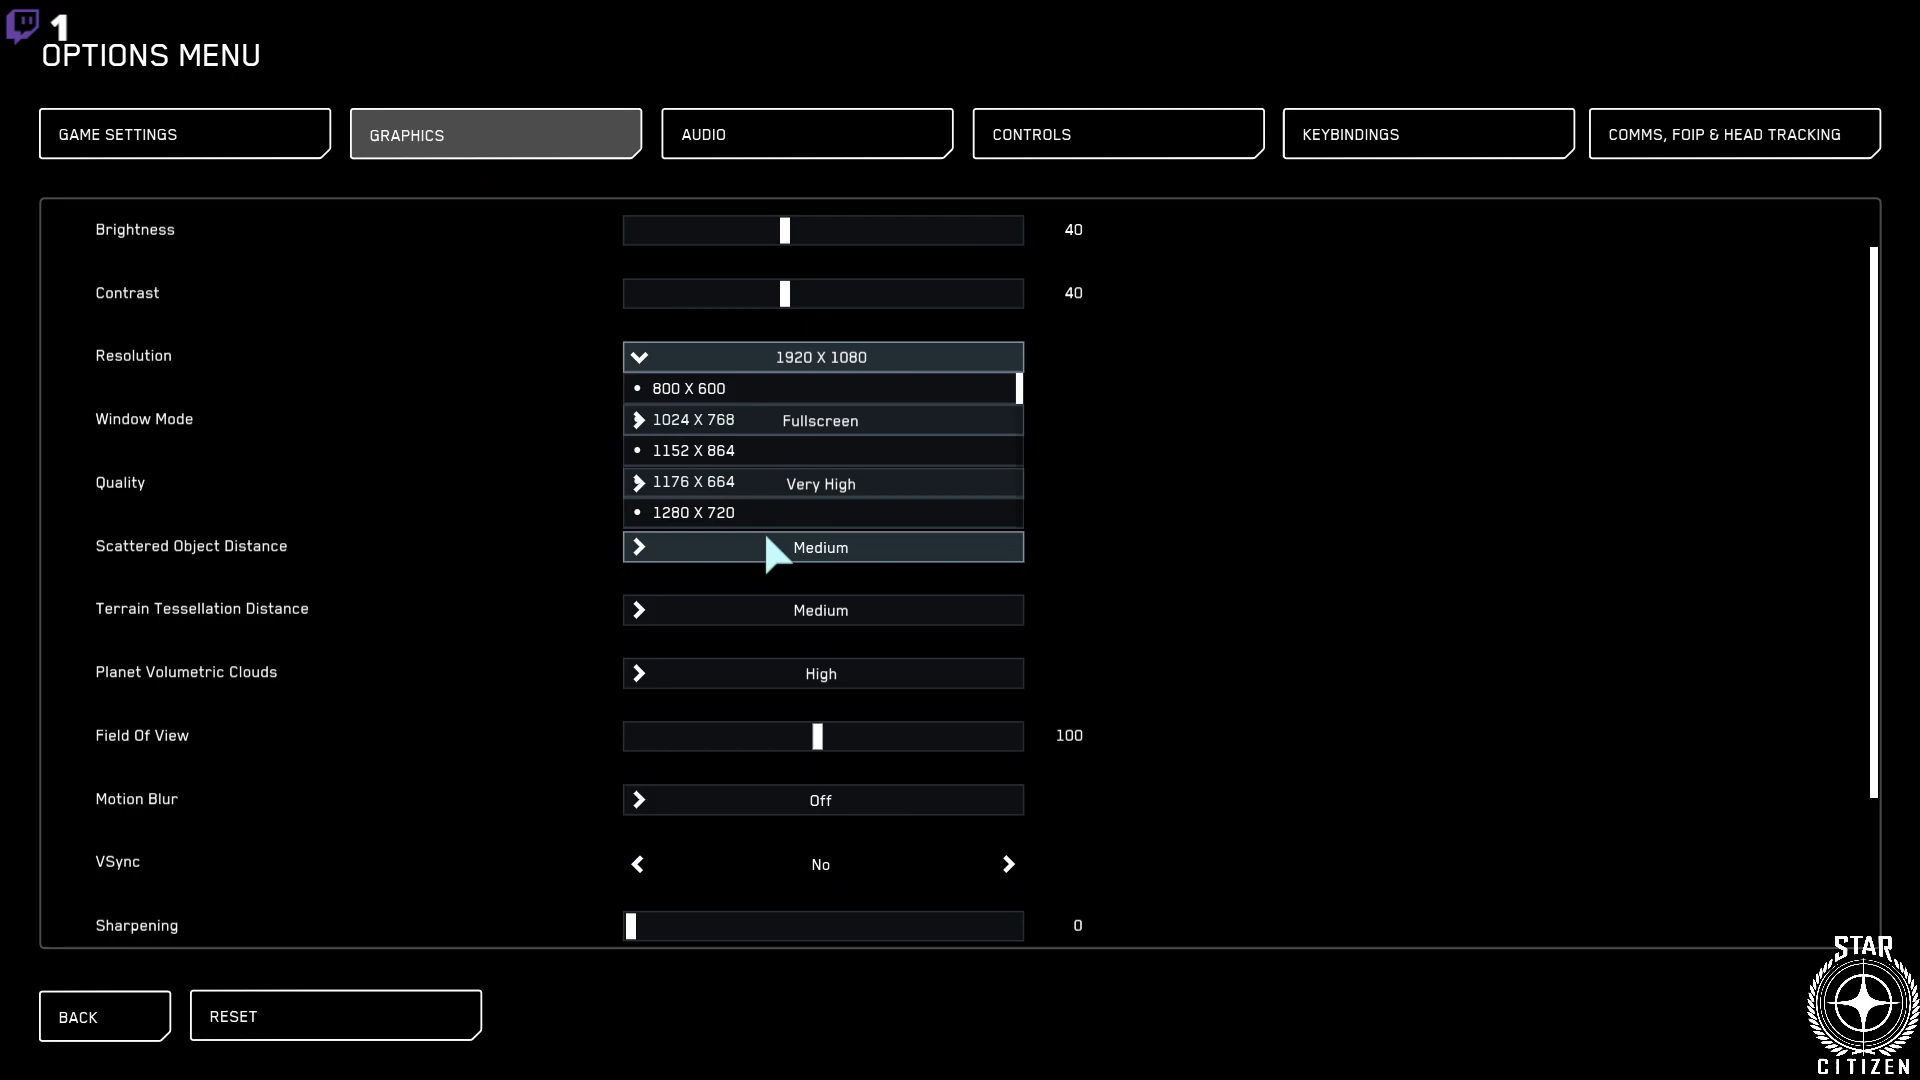 1
OPTIONS MENU
GAME SETTINGS
GRAPHICS
AUDIO
CONTROLS
KEYBINDINGS
COMMS, FOIP & HEAD TRACKING
Brightness 40
Contrast 40
Resolution 1920 X 1080
800 X 600
Window Mode 1024 X 768 Fullscreen
1152 X 864
Quality 1176 X 664 Very High
1280 X 720
Scattered Object Distance Medium
Terrain Tessellation Distance Medium
Planet Volumetric Clouds High
Field Of View 100
Motion Blur Off
VSync No
Sharpening 0
BACK
RESET
STAR
CITIZEN